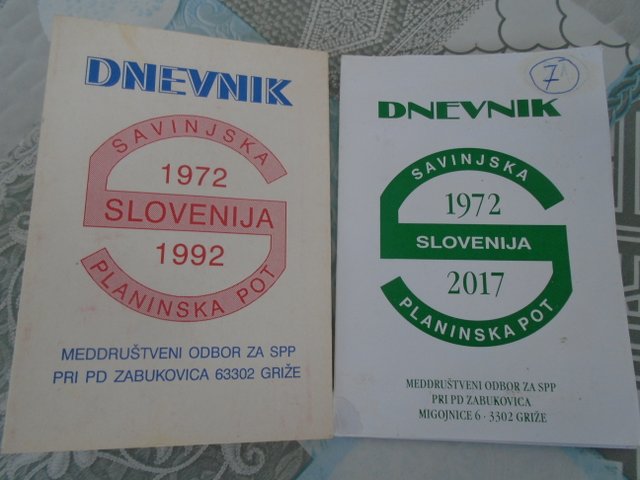 DNEVNIK
SAVINJSKA
1972
SLOVENIJA
1992
PLANINSKA POT
MEDDRUŠTVENI ODBOR ZA SPP
PRI PD ZABUKOVICA 63302 GRIŽE
7
DNEVNIK
SAVINJSKA
1972
SLOVENIJA
2017
PLANINSKA POT
MEDDRUŠTVENI ODBOR ZA SPP
PRI PD ZABUKOVICA
MIGOJNICE 6 · 3302 GRIŽE